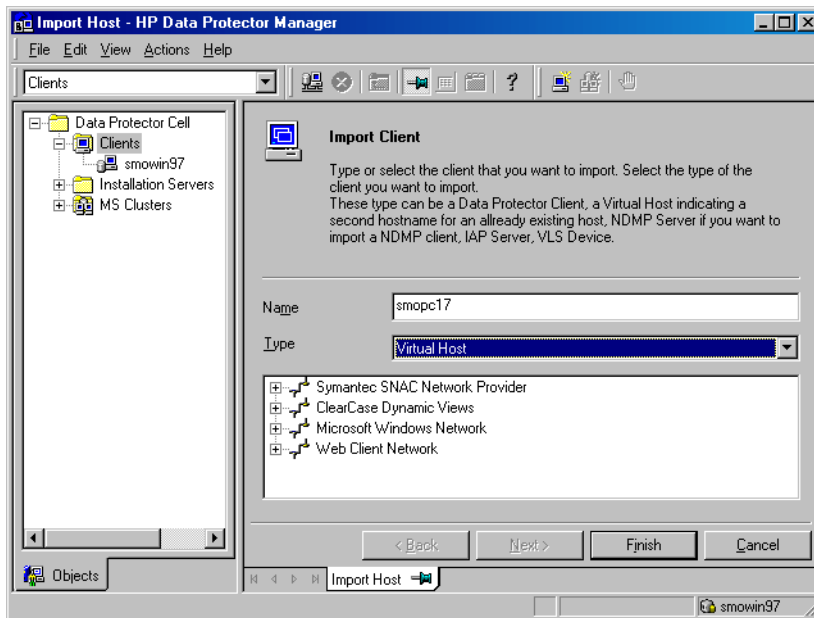 Import Host - HP Data Protector Manager
File Edit View Actions Help
Clients
Data Protector Cell
Clients
smowin97
Installation Servers
MS Clusters
Import Client
Type or select the client that you want to import. Select the type of the
client you want to import.
These type can be a Data Protector Client, a Virtual Host indicating a
second hostname for an allready existing host, NDMP Server if you want to
import a NDMP client, IAP Server, VLS Device.
Name smopc17
Type Virtual Host
Symantec SNAC Network Provider
ClearCase Dynamic Views
Microsoft Windows Network
Web Client Network
< Back Next > Finish Cancel
Objects
Import Host
smowin97